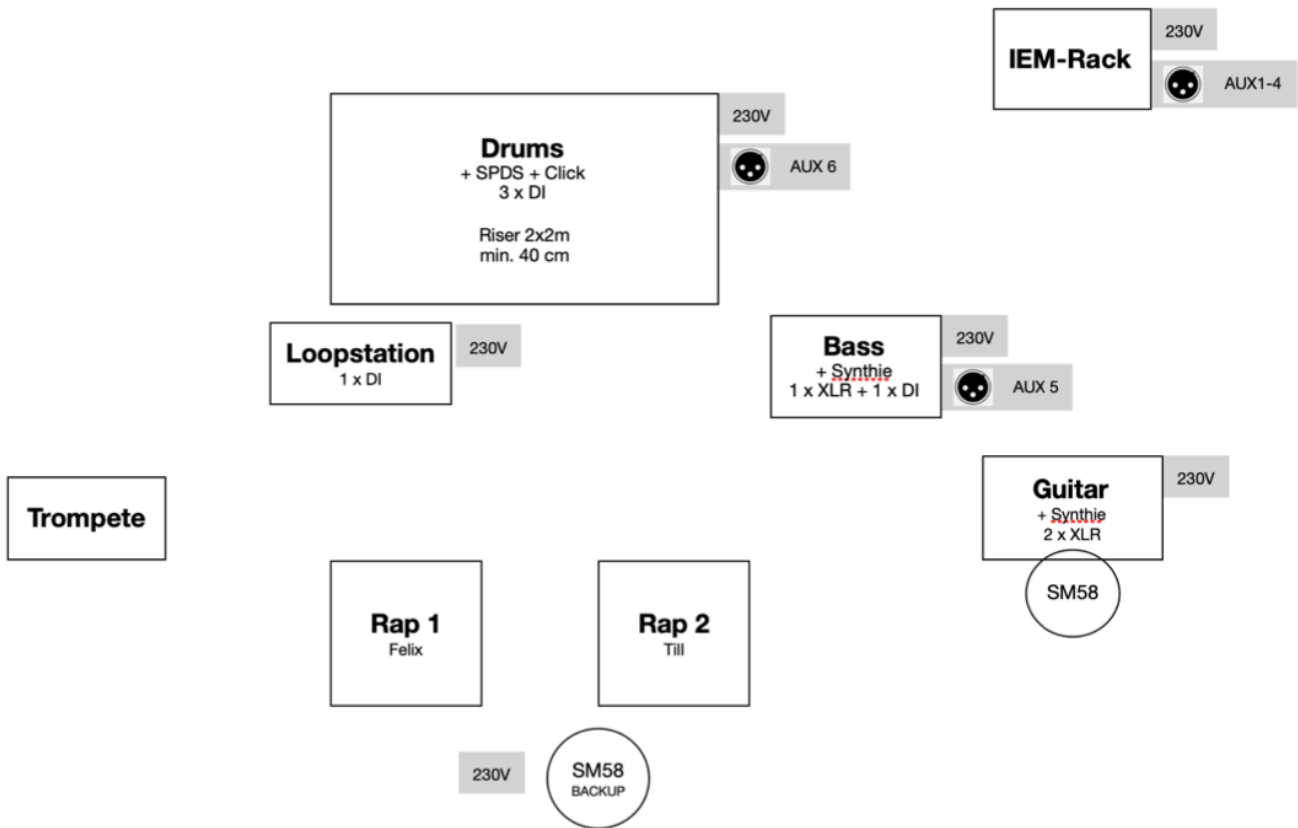 IEM-Rack
230V
AUX1-4
Drums
+ SPDS + Click
3 x DI
Riser 2x2m
min. 40 cm
230V
AUX 6
Loopstation
1 x DI
230V
Bass
+ Synthie
1 x XLR + 1 x DI
230V
AUX 5
Trompete
Guitar
+ Synthie
2 x XLR
230V
SM58
Rap 1
Felix
Rap 2
Till
230V
SM58
BACKUP